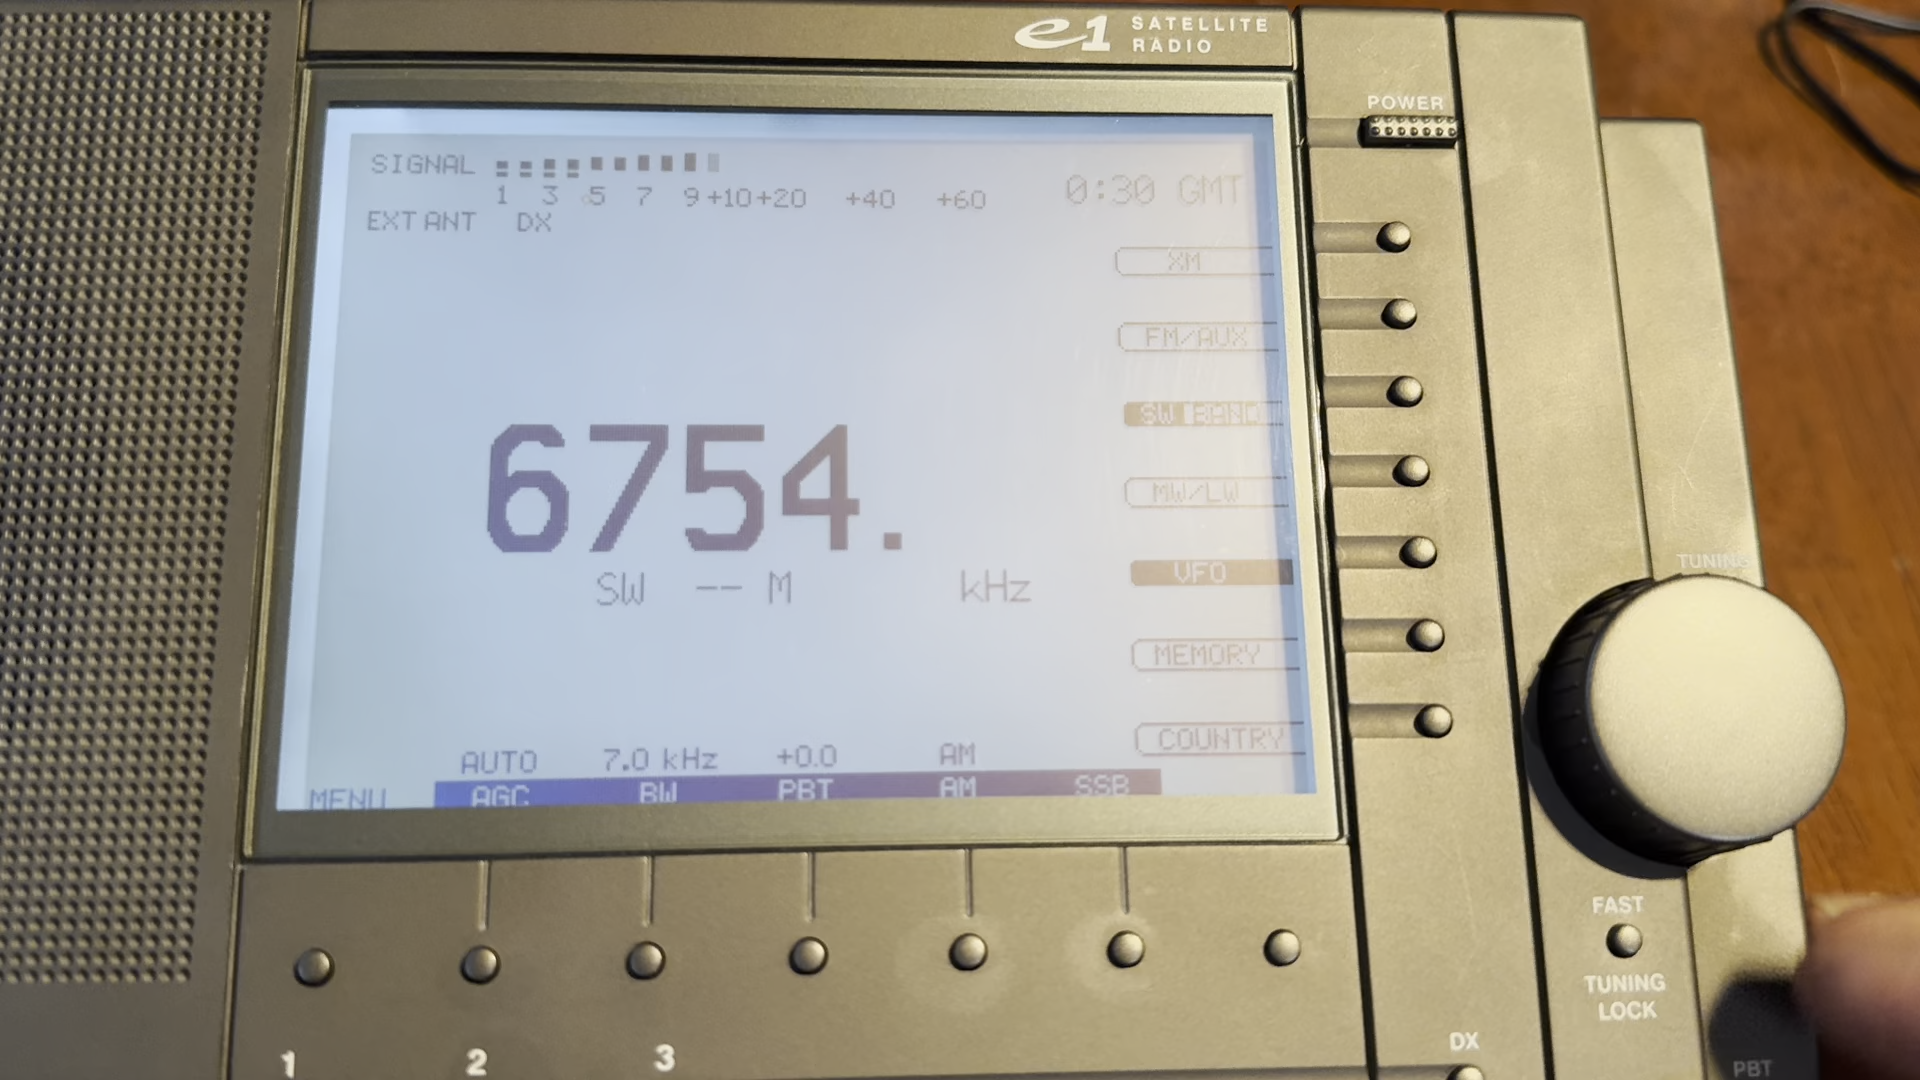 e1 SATELLITE RADIO
POWER
SIGNAL
1 3 5 7 9 +10 +20 +40 +60
0:30 GMT
EXT ANT DX
XM
FM/AUX
SW BAND
MW/LW
6754.
SW -- M kHz
VFO
MEMORY
COUNTRY
TUNING
AUTO 7.0 kHz +0.0 AM
MENU AGC BW PBT AM SSB
FAST
TUNING
LOCK
DX
PBT
1 2 3